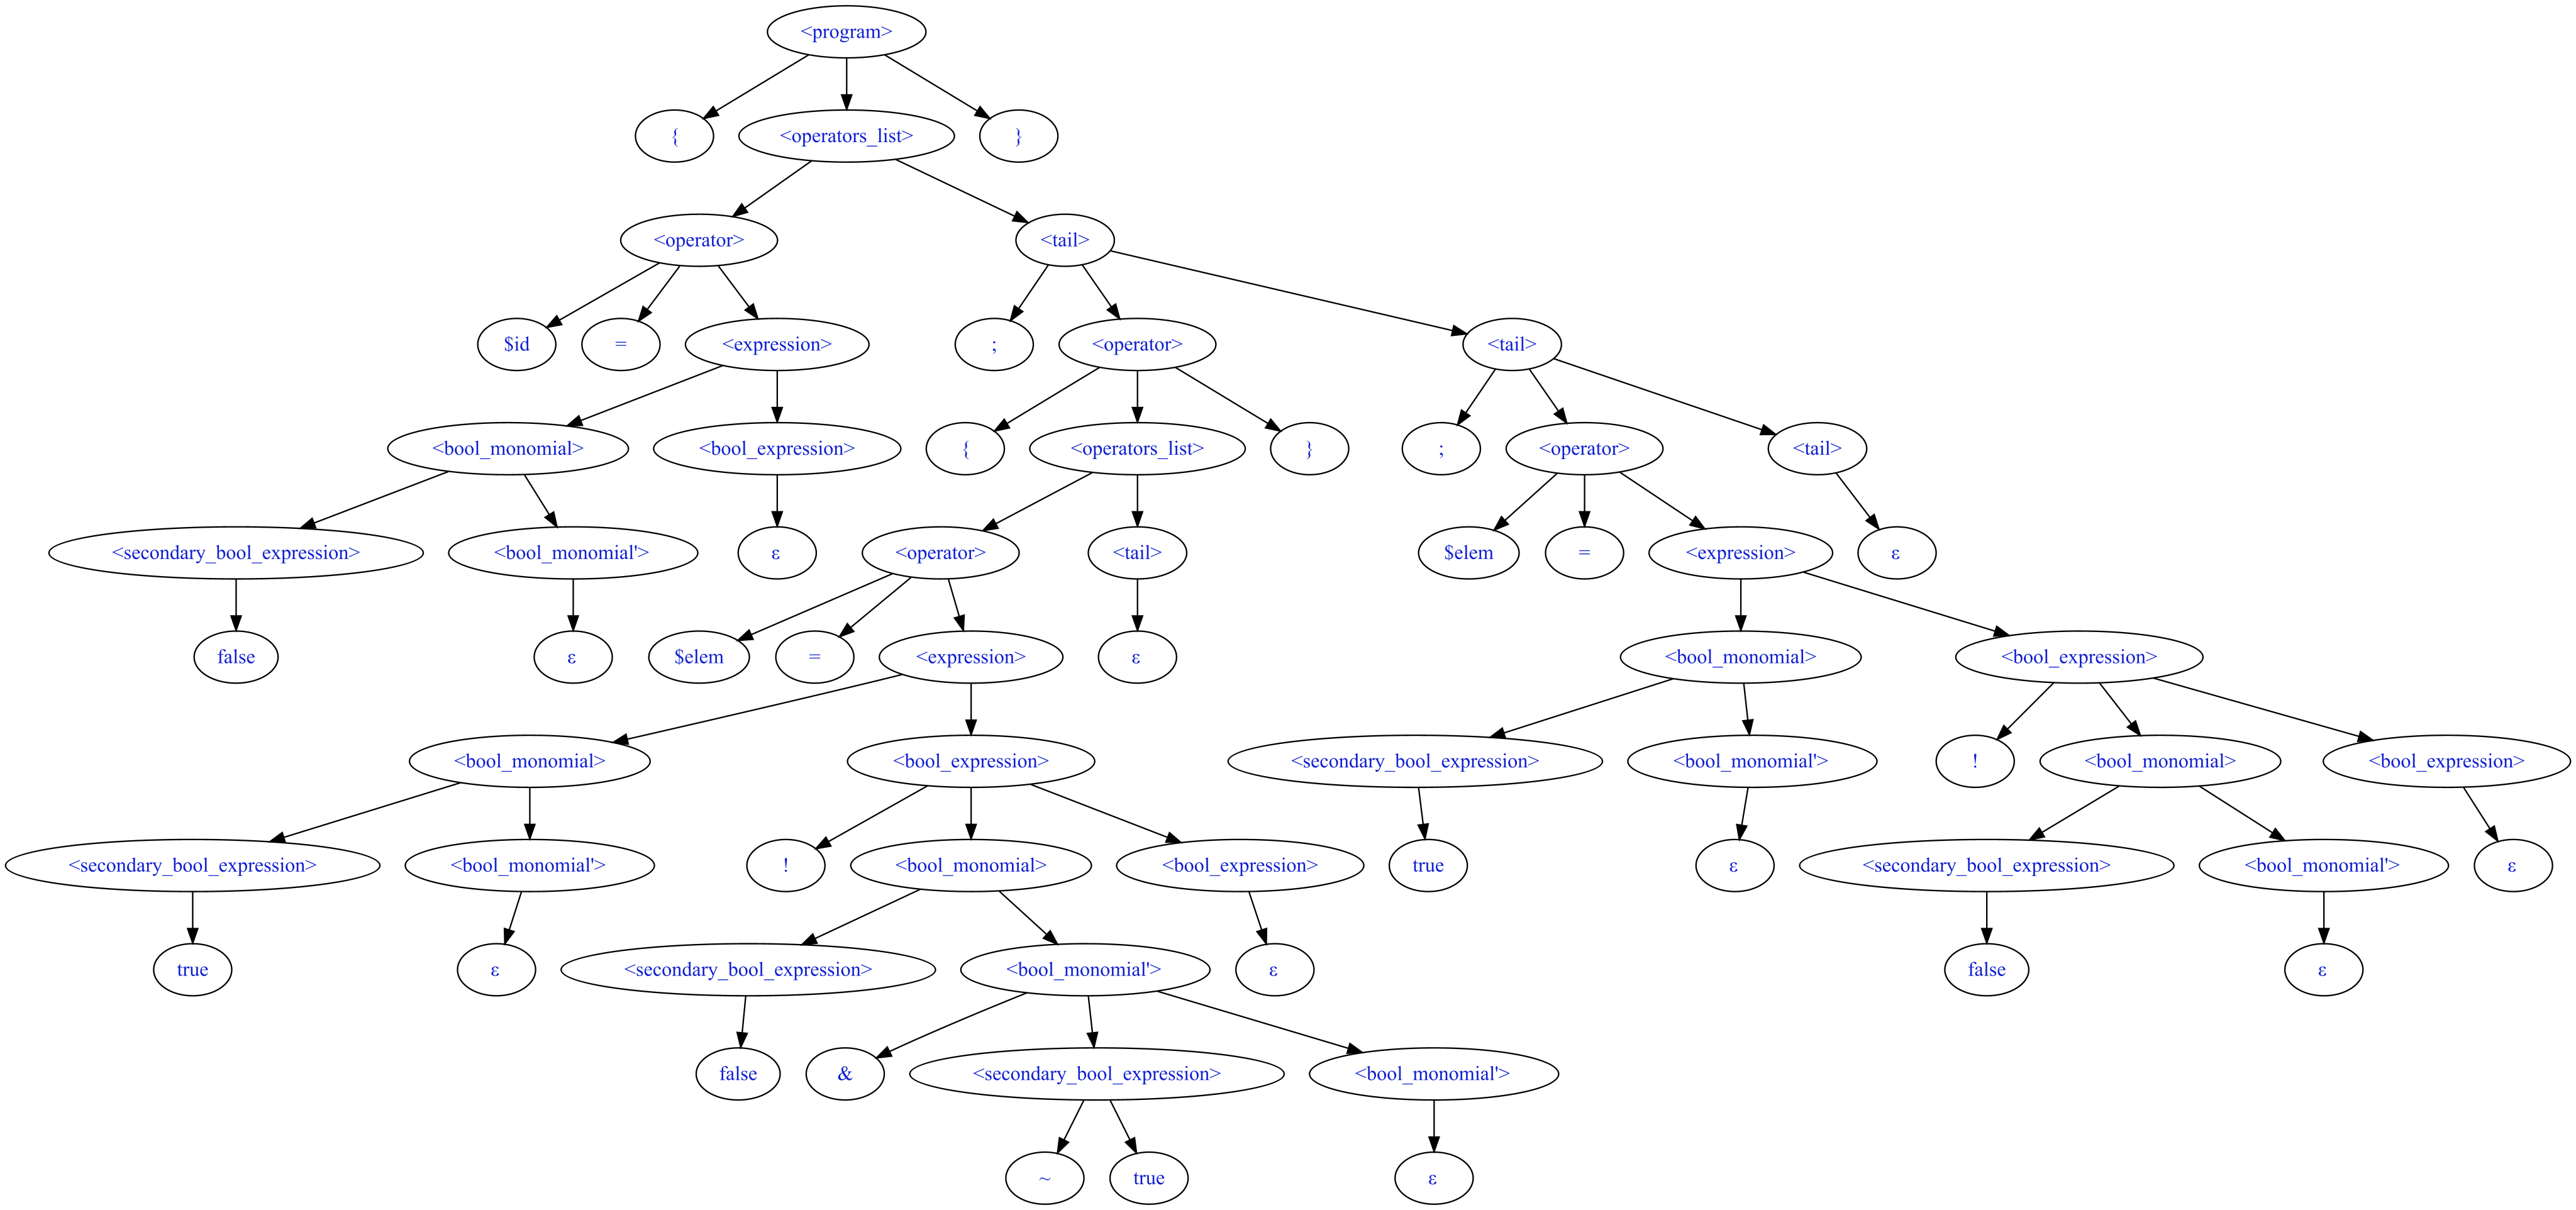 <program>
{ <operators_list> }
<operator> <tail>
$id = <expression> ; <operator> <tail>
<bool_monomial> <bool_expression> { <operators_list> } ; <operator> <tail>
<secondary_bool_expression> <bool_monomial'> ε <operator> <tail> $elem = <expression> ε
false ε $elem = <expression> ε <bool_monomial> <bool_expression>
<bool_monomial> <bool_expression> <secondary_bool_expression> <bool_monomial'> ! <bool_monomial> <bool_expression>
<secondary_bool_expression> <bool_monomial'> ! <bool_monomial> <bool_expression> true ε <secondary_bool_expression> <bool_monomial'> ε
true ε <secondary_bool_expression> <bool_monomial'> ε false ε
false & <secondary_bool_expression> <bool_monomial'>
~ true ε